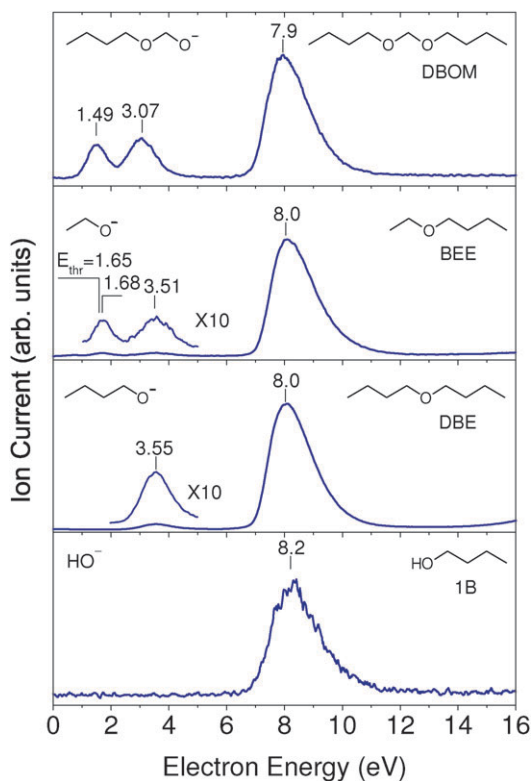 Ion Current (arb. units)
O O⁻
O O
DBOM
1.49
3.07
7.9
O⁻
O
BEE
E_thr=1.65
1.68
3.51
X10
8.0
O⁻
O
DBE
3.55
X10
8.0
HO⁻
HO
1B
8.2
0 2 4 6 8 10 12 14 16
Electron Energy (eV)